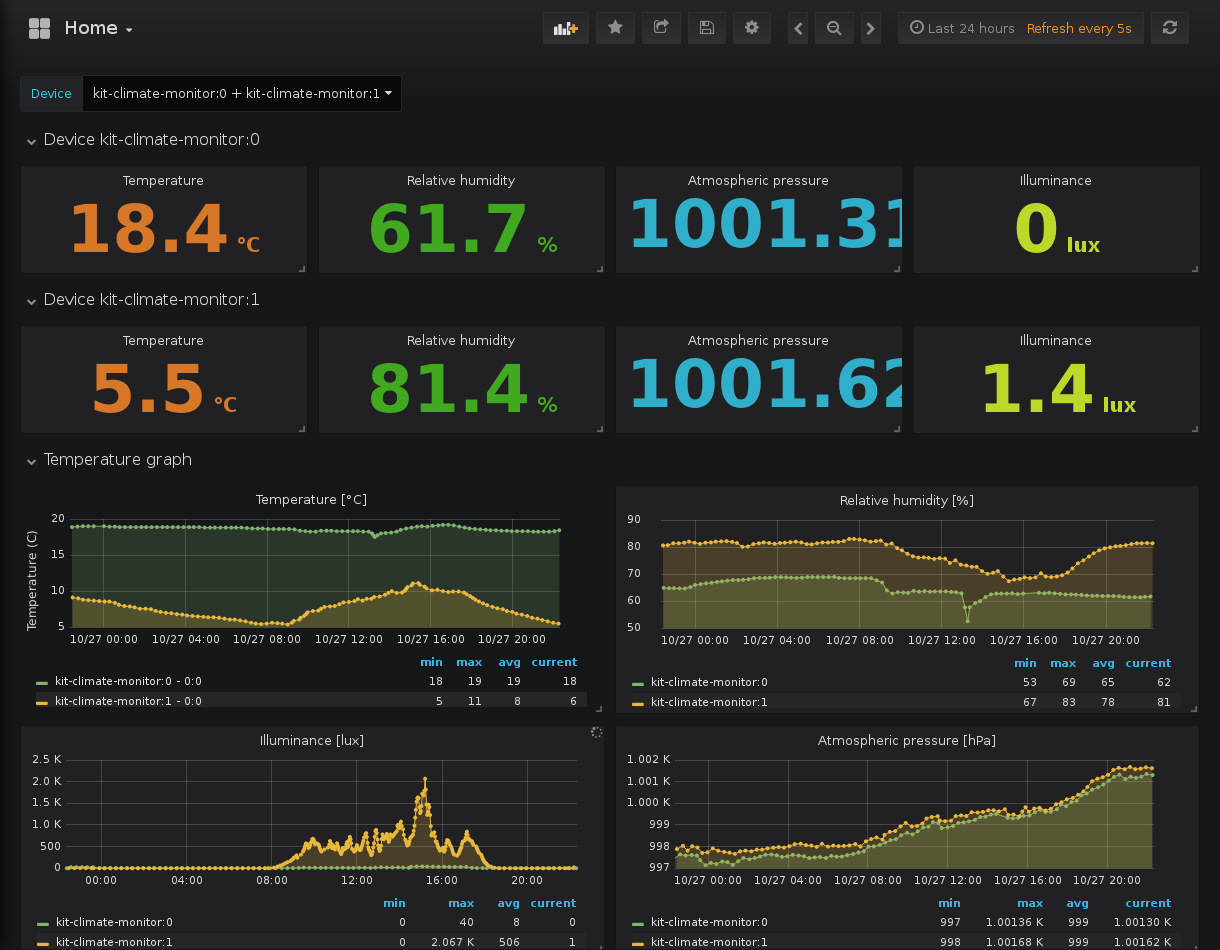 Home
Last 24 hours Refresh every 5s
Device kit-climate-monitor:0 + kit-climate-monitor:1
Device kit-climate-monitor:0
Temperature Relative humidity Atmospheric pressure Illuminance
18.4 °C 61.7 % 1001.31 0 lux
Device kit-climate-monitor:1
Temperature Relative humidity Atmospheric pressure Illuminance
5.5 °C 81.4 % 1001.62 1.4 lux
Temperature graph
Temperature [°C]
Temperature (C)
20
15
10
5
10/27 00:00 10/27 04:00 10/27 08:00 10/27 12:00 10/27 16:00 10/27 20:00
min max avg current
kit-climate-monitor:0 - 0:0 18 19 19 18
kit-climate-monitor:1 - 0:0 5 11 8 6
Relative humidity [%]
90
80
70
60
50
10/27 00:00 10/27 04:00 10/27 08:00 10/27 12:00 10/27 16:00 10/27 20:00
min max avg current
kit-climate-monitor:0 53 69 65 62
kit-climate-monitor:1 67 83 78 81
Illuminance [lux]
2.5 K
2.0 K
1.5 K
1.0 K
500
0
00:00 04:00 08:00 12:00 16:00 20:00
min max avg current
kit-climate-monitor:0 0 40 8 0
kit-climate-monitor:1 0 2.067 K 506 1
Atmospheric pressure [hPa]
1.002 K
1.001 K
1.000 K
999
998
997
10/27 00:00 10/27 04:00 10/27 08:00 10/27 12:00 10/27 16:00 10/27 20:00
min max avg current
kit-climate-monitor:0 997 1.00136 K 999 1.00130 K
kit-climate-monitor:1 998 1.00168 K 999 1.00162 K